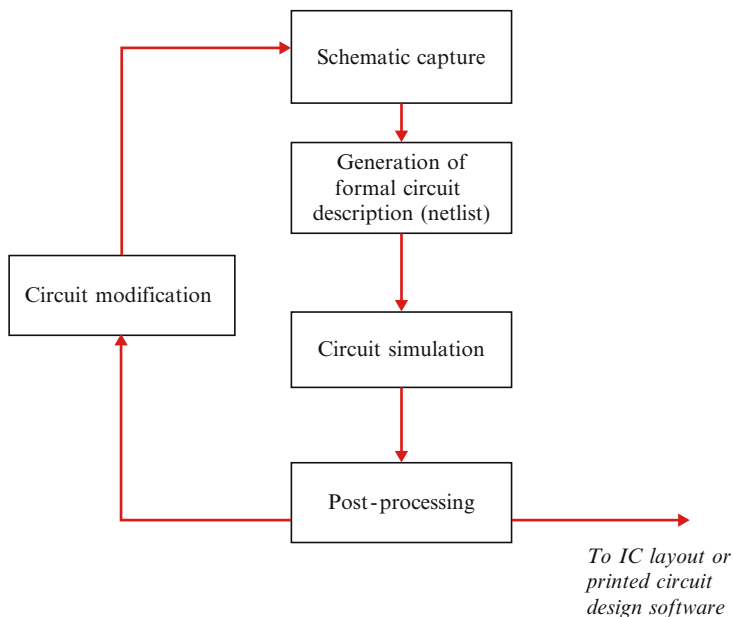 Schematic capture
Generation of
formal circuit
description (netlist)
Circuit modification
Circuit simulation
Post-processing
To IC layout or
printed circuit
design software